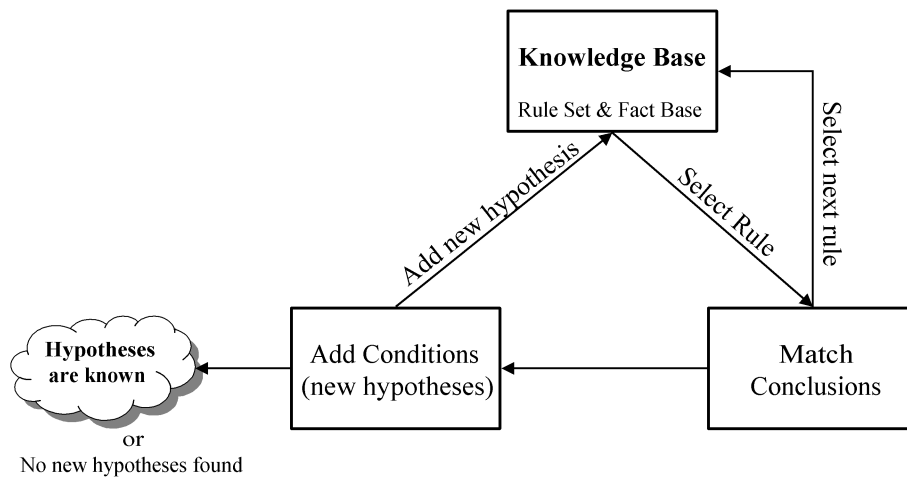 Knowledge Base
Rule Set & Fact Base
Add new hypothesis
Select Rule
Select next rule
Hypotheses
are known
or
No new hypotheses found
Add Conditions
(new hypotheses)
Match
Conclusions